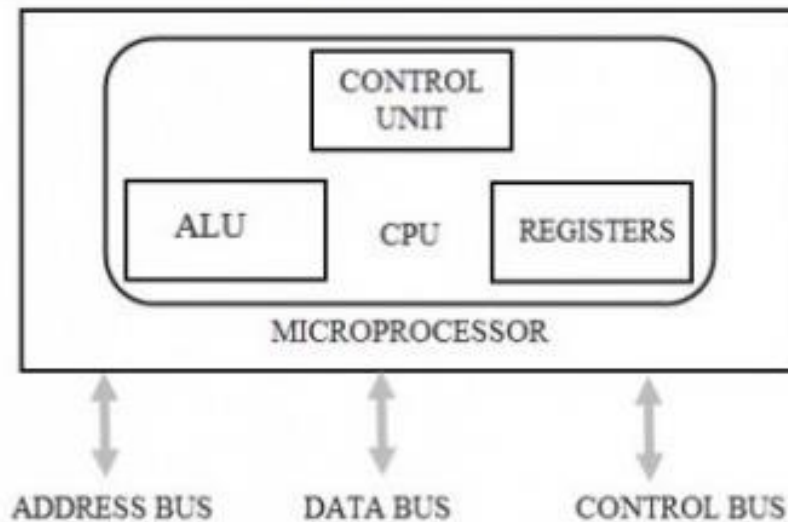 CONTROL
UNIT
ALU
CPU
REGISTERS
MICROPROCESSOR
ADDRESS BUS
DATA BUS
CONTROL BUS